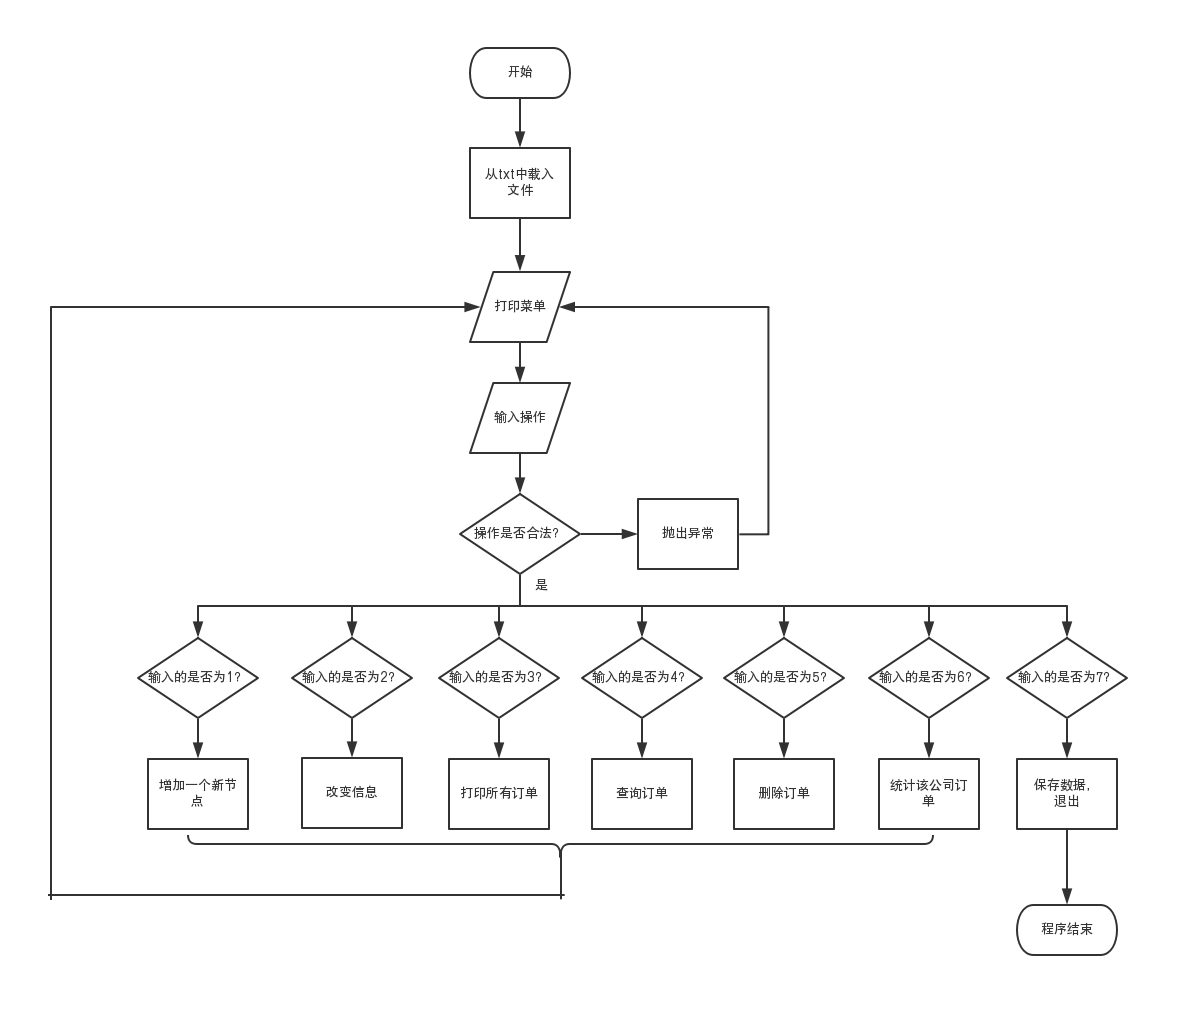 开始
从txt中载入
文件
打印菜单
输入操作
操作是否合法?
抛出异常
是
输入的是否为1?
输入的是否为2?
输入的是否为3?
输入的是否为4?
输入的是否为5?
输入的是否为6?
输入的是否为7?
增加一个新节
点
改变信息
打印所有订单
查询订单
删除订单
统计该公司订
单
保存数据,
退出
程序结束